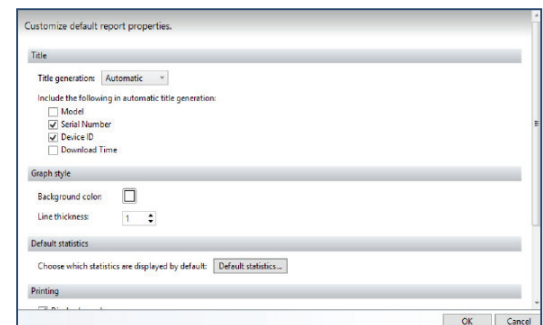 Customize default report properties.
Title
Title generation: Automatic
Include the following in automatic title generation:
Model
Serial Number
Device ID
Download Time
Graph style
Background color:
Line thickness: 1
Default statistics
Choose which statistics are displayed by default: Default statistics...
Printing
OK Cancel